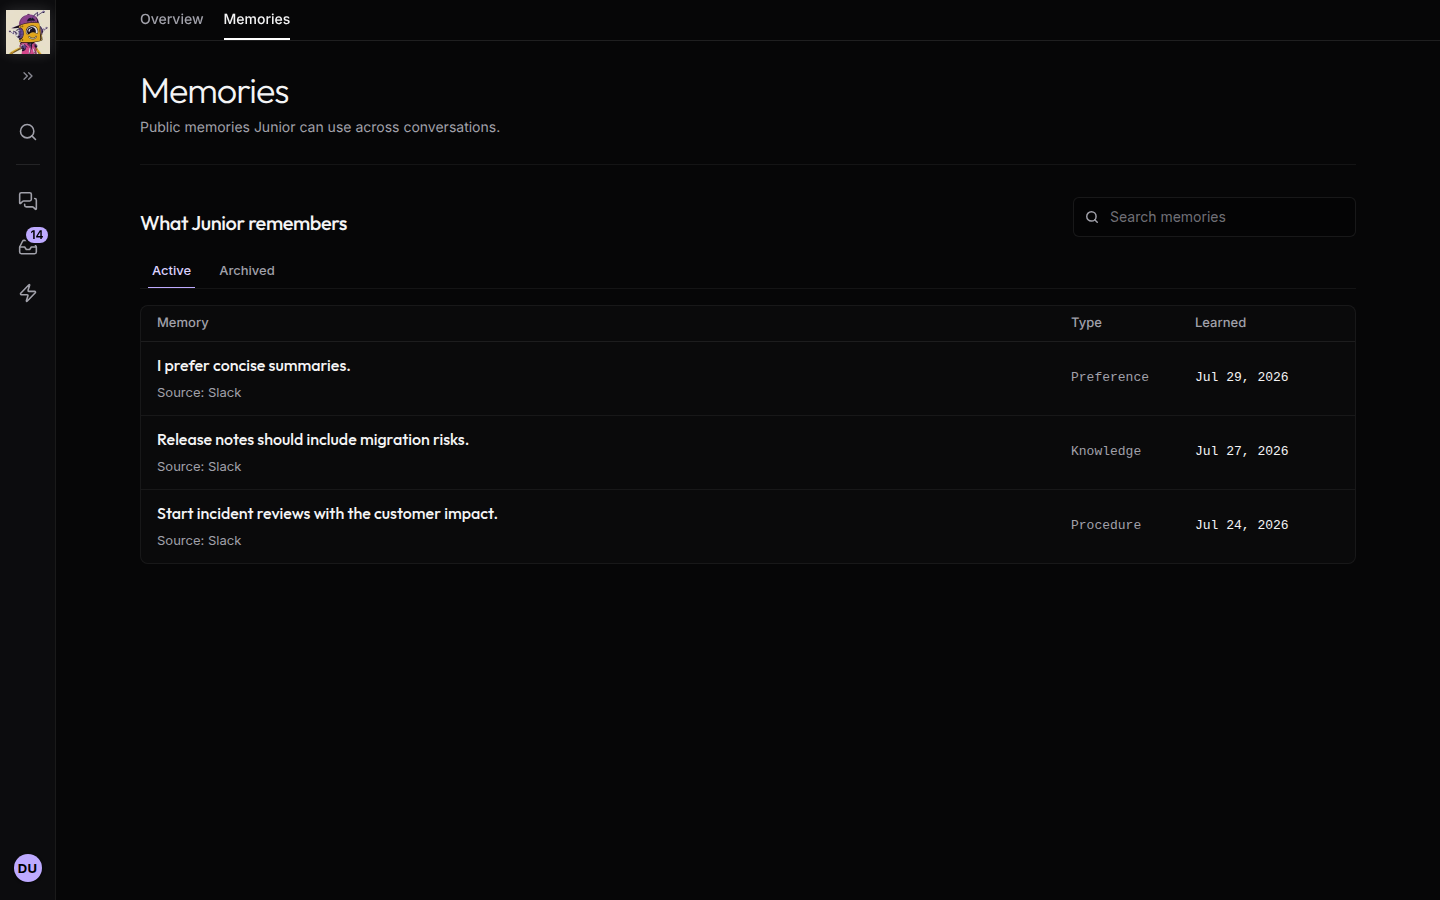 Overview Memories
Memories
Public memories Junior can use across conversations.
14
What Junior remembers
Search memories
Active Archived
Memory Type Learned
I prefer concise summaries.
Source: Slack
Preference Jul 29, 2026
Release notes should include migration risks.
Source: Slack
Knowledge Jul 27, 2026
Start incident reviews with the customer impact.
Source: Slack
Procedure Jul 24, 2026
DU